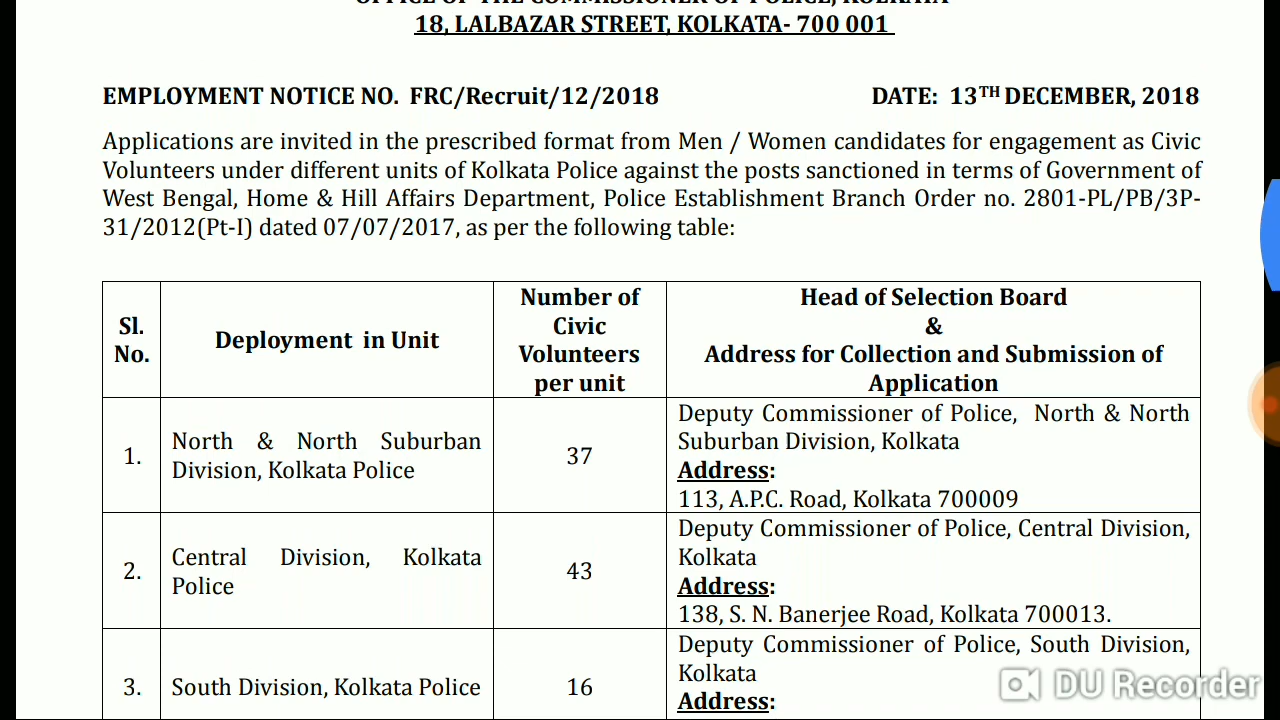 OFFICE OF THE COMMISSIONER OF POLICE, KOLKATA
18, LALBAZAR STREET, KOLKATA- 700 001
EMPLOYMENT NOTICE NO. FRC/Recruit/12/2018 DATE: 13TH DECEMBER, 2018
Applications are invited in the prescribed format from Men / Women candidates for engagement as Civic
Volunteers under different units of Kolkata Police against the posts sanctioned in terms of Government of
West Bengal, Home & Hill Affairs Department, Police Establishment Branch Order no. 2801-PL/PB/3P-
31/2012(Pt-I) dated 07/07/2017, as per the following table:
Sl.
No.
Deployment in Unit
Number of
Civic
Volunteers
per unit
Head of Selection Board
&
Address for Collection and Submission of
Application
1.
North & North Suburban
Division, Kolkata Police
37
Deputy Commissioner of Police, North & North
Suburban Division, Kolkata
Address:
113, A.P.C. Road, Kolkata 700009
2.
Central Division, Kolkata
Police
43
Deputy Commissioner of Police, Central Division,
Kolkata
Address:
138, S. N. Banerjee Road, Kolkata 700013.
3.
South Division, Kolkata Police
16
Deputy Commissioner of Police, South Division,
Kolkata
Address:
DU Recorder